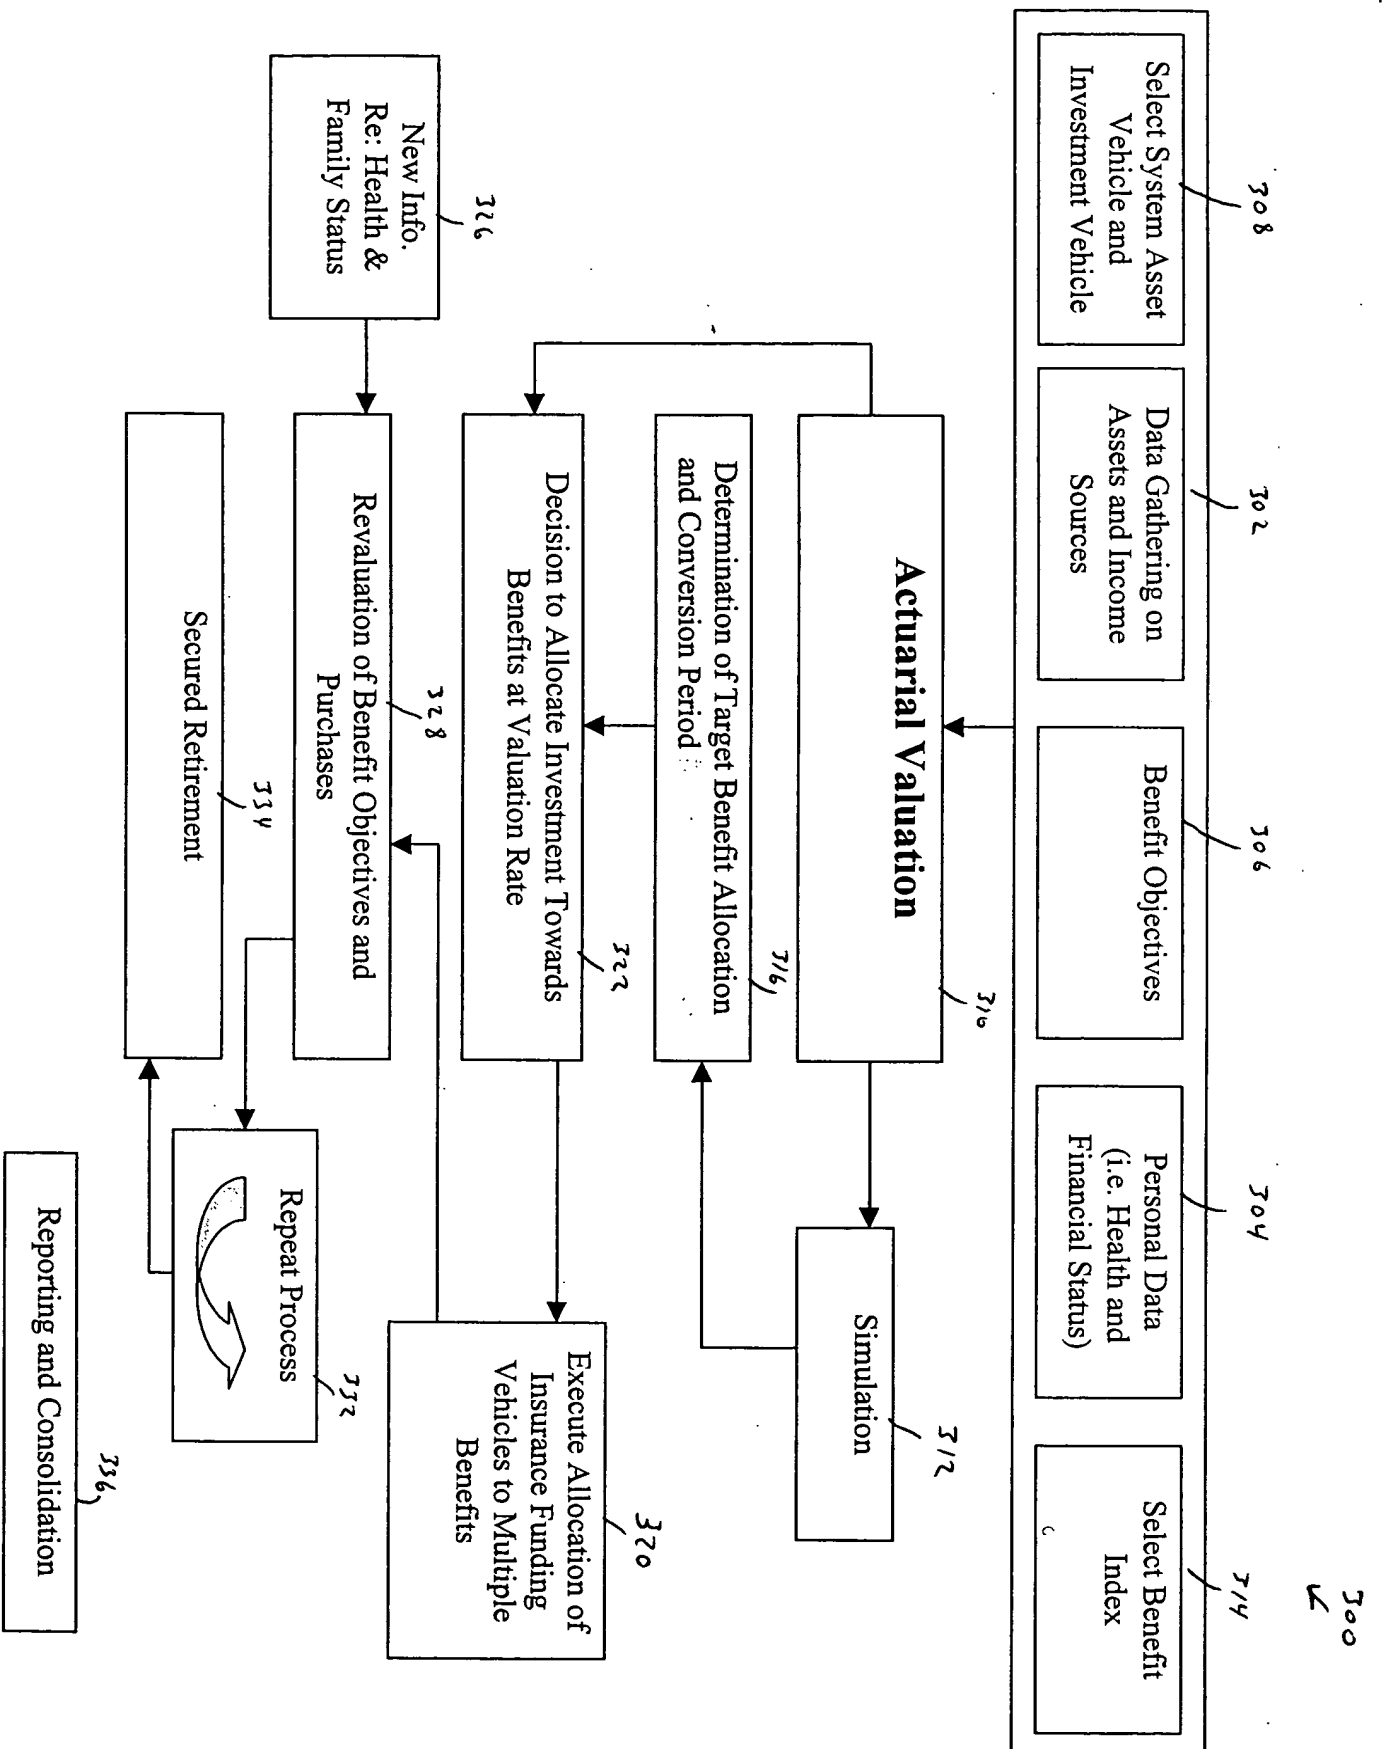 300
308
302
306
304
314
Select System Asset
Vehicle and
Investment Vehicle
Data Gathering on
Assets and Income
Sources
Benefit Objectives
Personal Data
(i.e. Health and
Financial Status)
Select Benefit
Index
310
Actuarial Valuation
312
Simulation
316
Determination of Target Benefit Allocation
and Conversion Period
322
Decision to Allocate Investment Towards
Benefits at Valuation Rate
320
Execute Allocation of
Insurance Funding
Vehicles to Multiple
Benefits
326
New Info.
Re: Health &
Family Status
328
Revaluation of Benefit Objectives and
Purchases
332
Repeat Process
334
Secured Retirement
336
Reporting and Consolidation